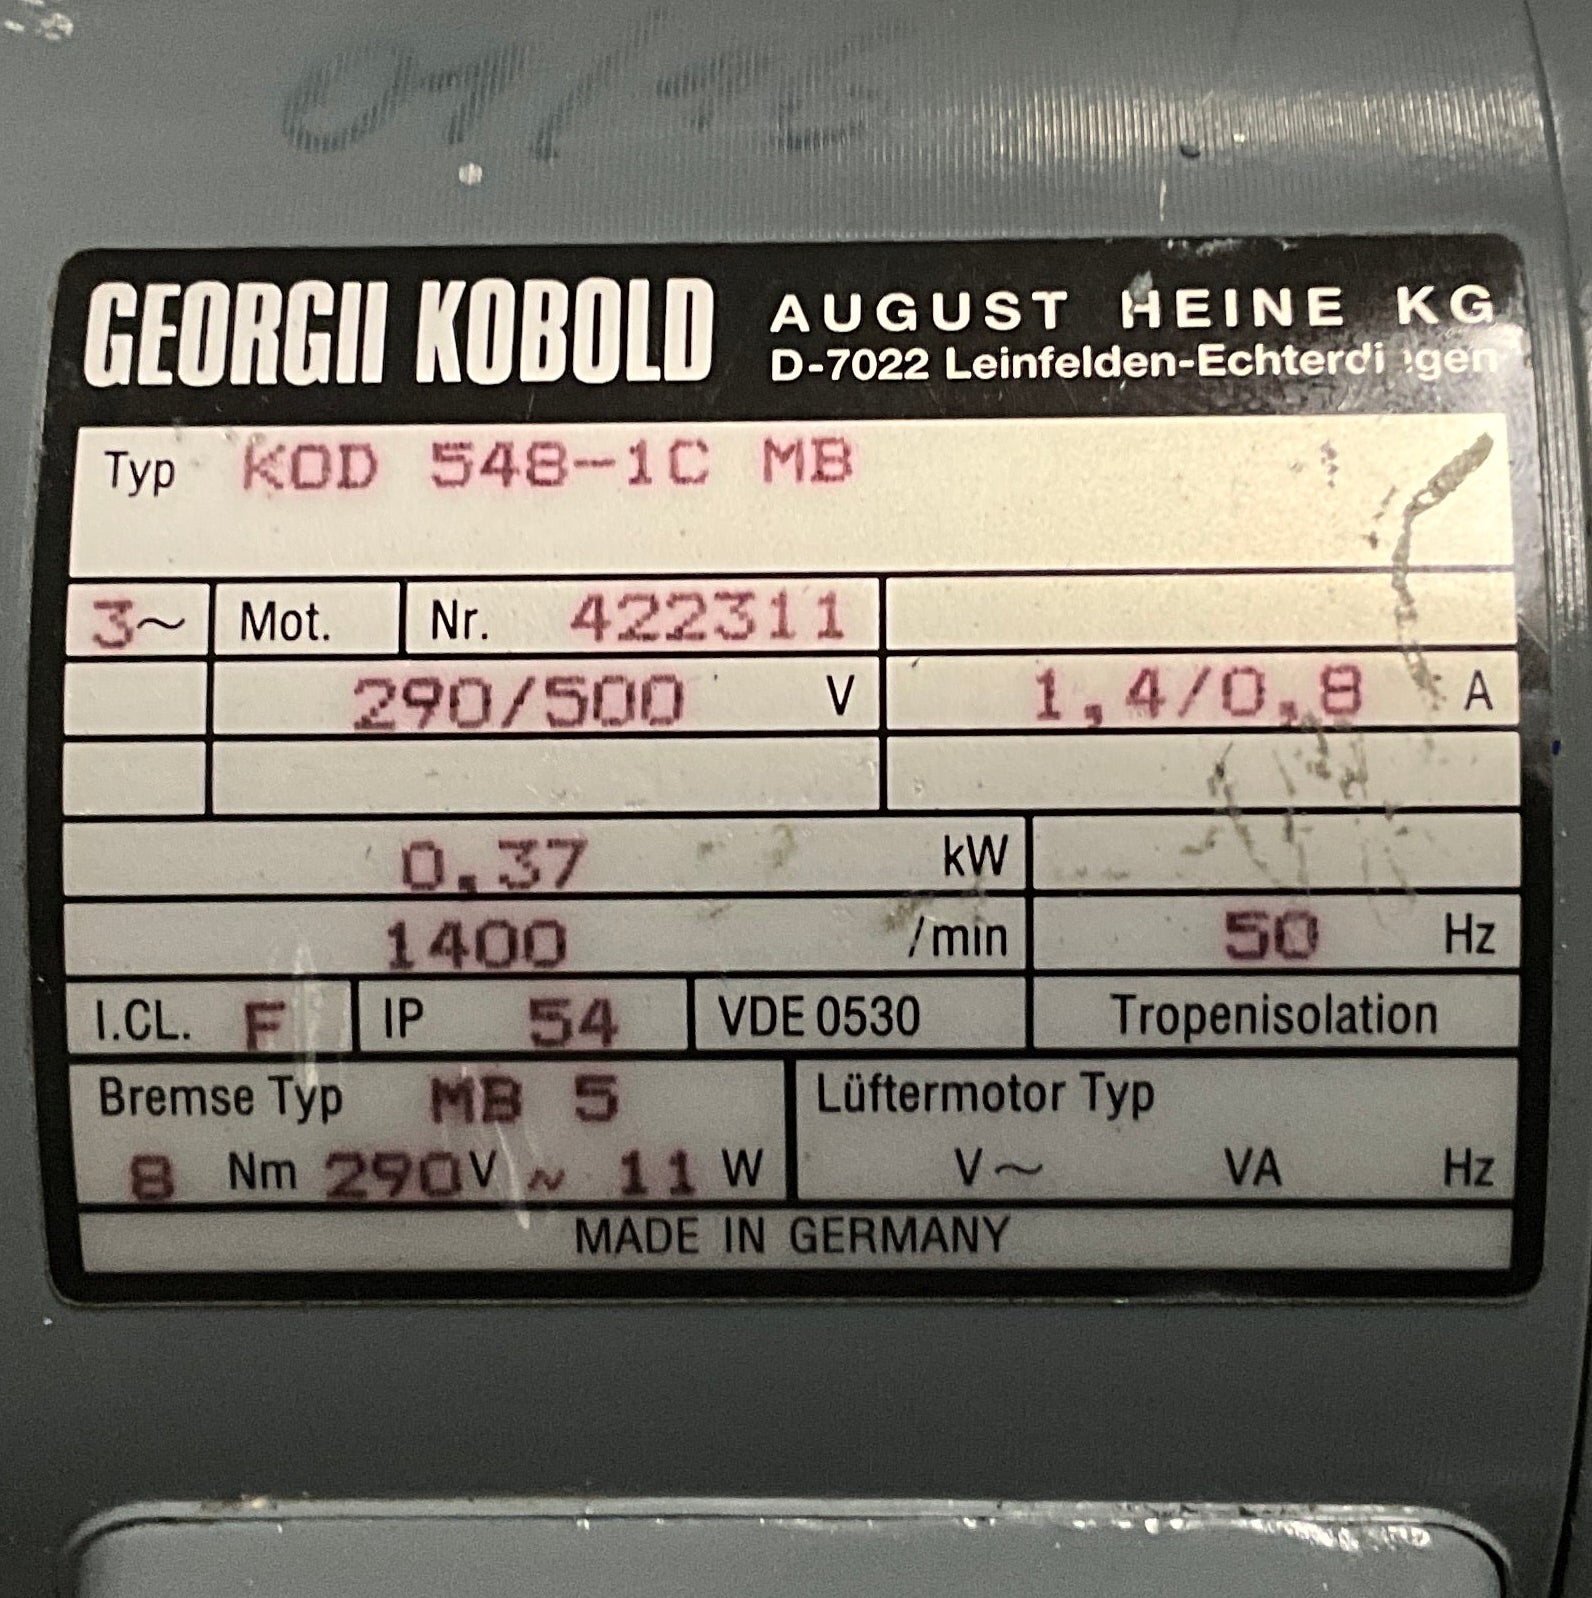 GEORGII KOBOLD AUGUST HEINE KG
D-7022 Leinfelden-Echterdingen
Typ KOD 548-1C MB
3~ Mot. Nr. 422311
290/500 V 1,4/0,8 A
0,37 kW
1400 /min 50 Hz
I.CL. F IP 54 VDE 0530 Tropenisolation
Bremse Typ MB 5 Lüftermotor Typ
8 Nm 290V ~ 11 W V~ VA Hz
MADE IN GERMANY